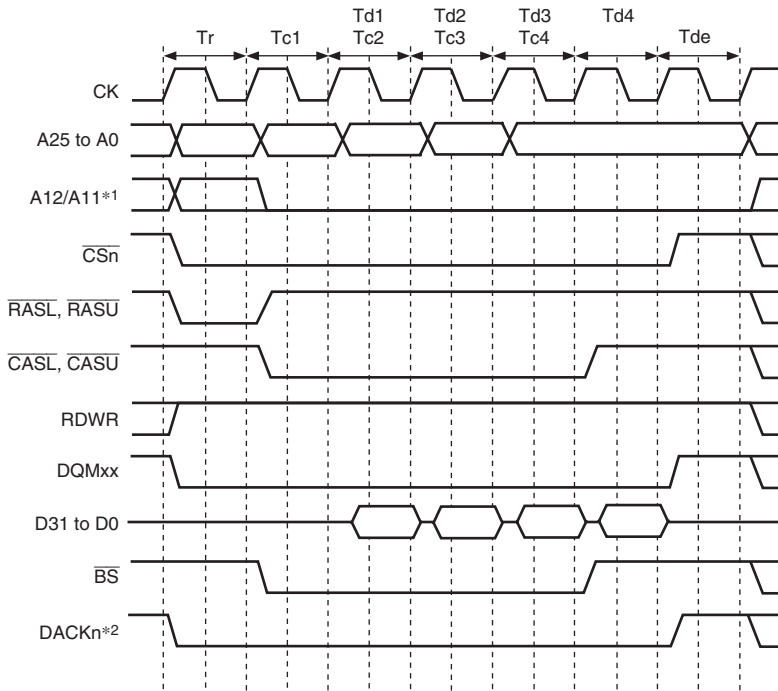 Td1 Td2 Td3 Td4
Tr Tc1 Tc2 Tc3 Tc4 Tde
CK
A25 to A0
A12/A11*1
CSn
RASL, RASU
CASL, CASU
RDWR
DQMxx
D31 to D0
BS
DACKn*2